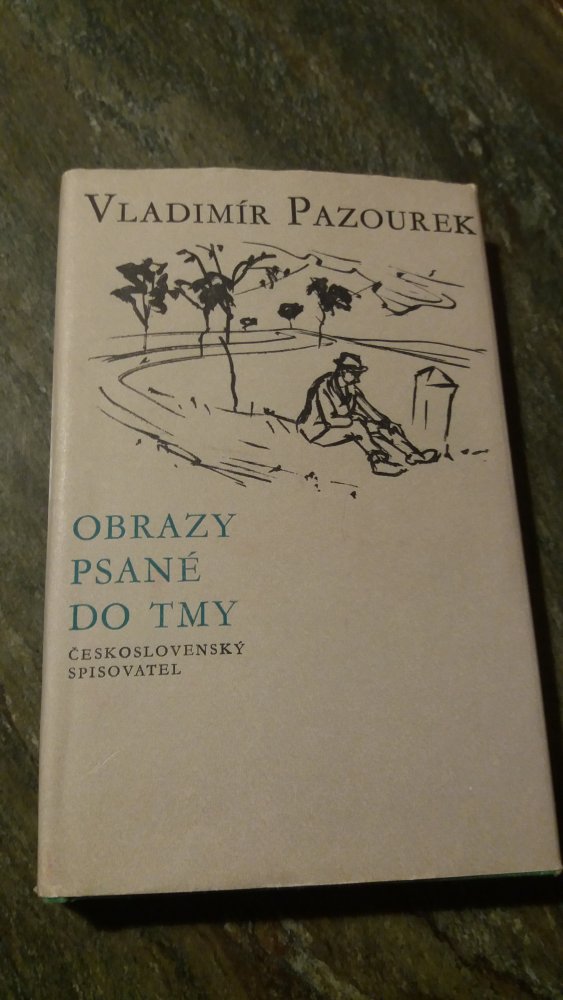 VLADIMÍR PAZOUREK
OBRAZY
PSANÉ
DO TMY
ČESKOSLOVENSKÝ
SPISOVATEL